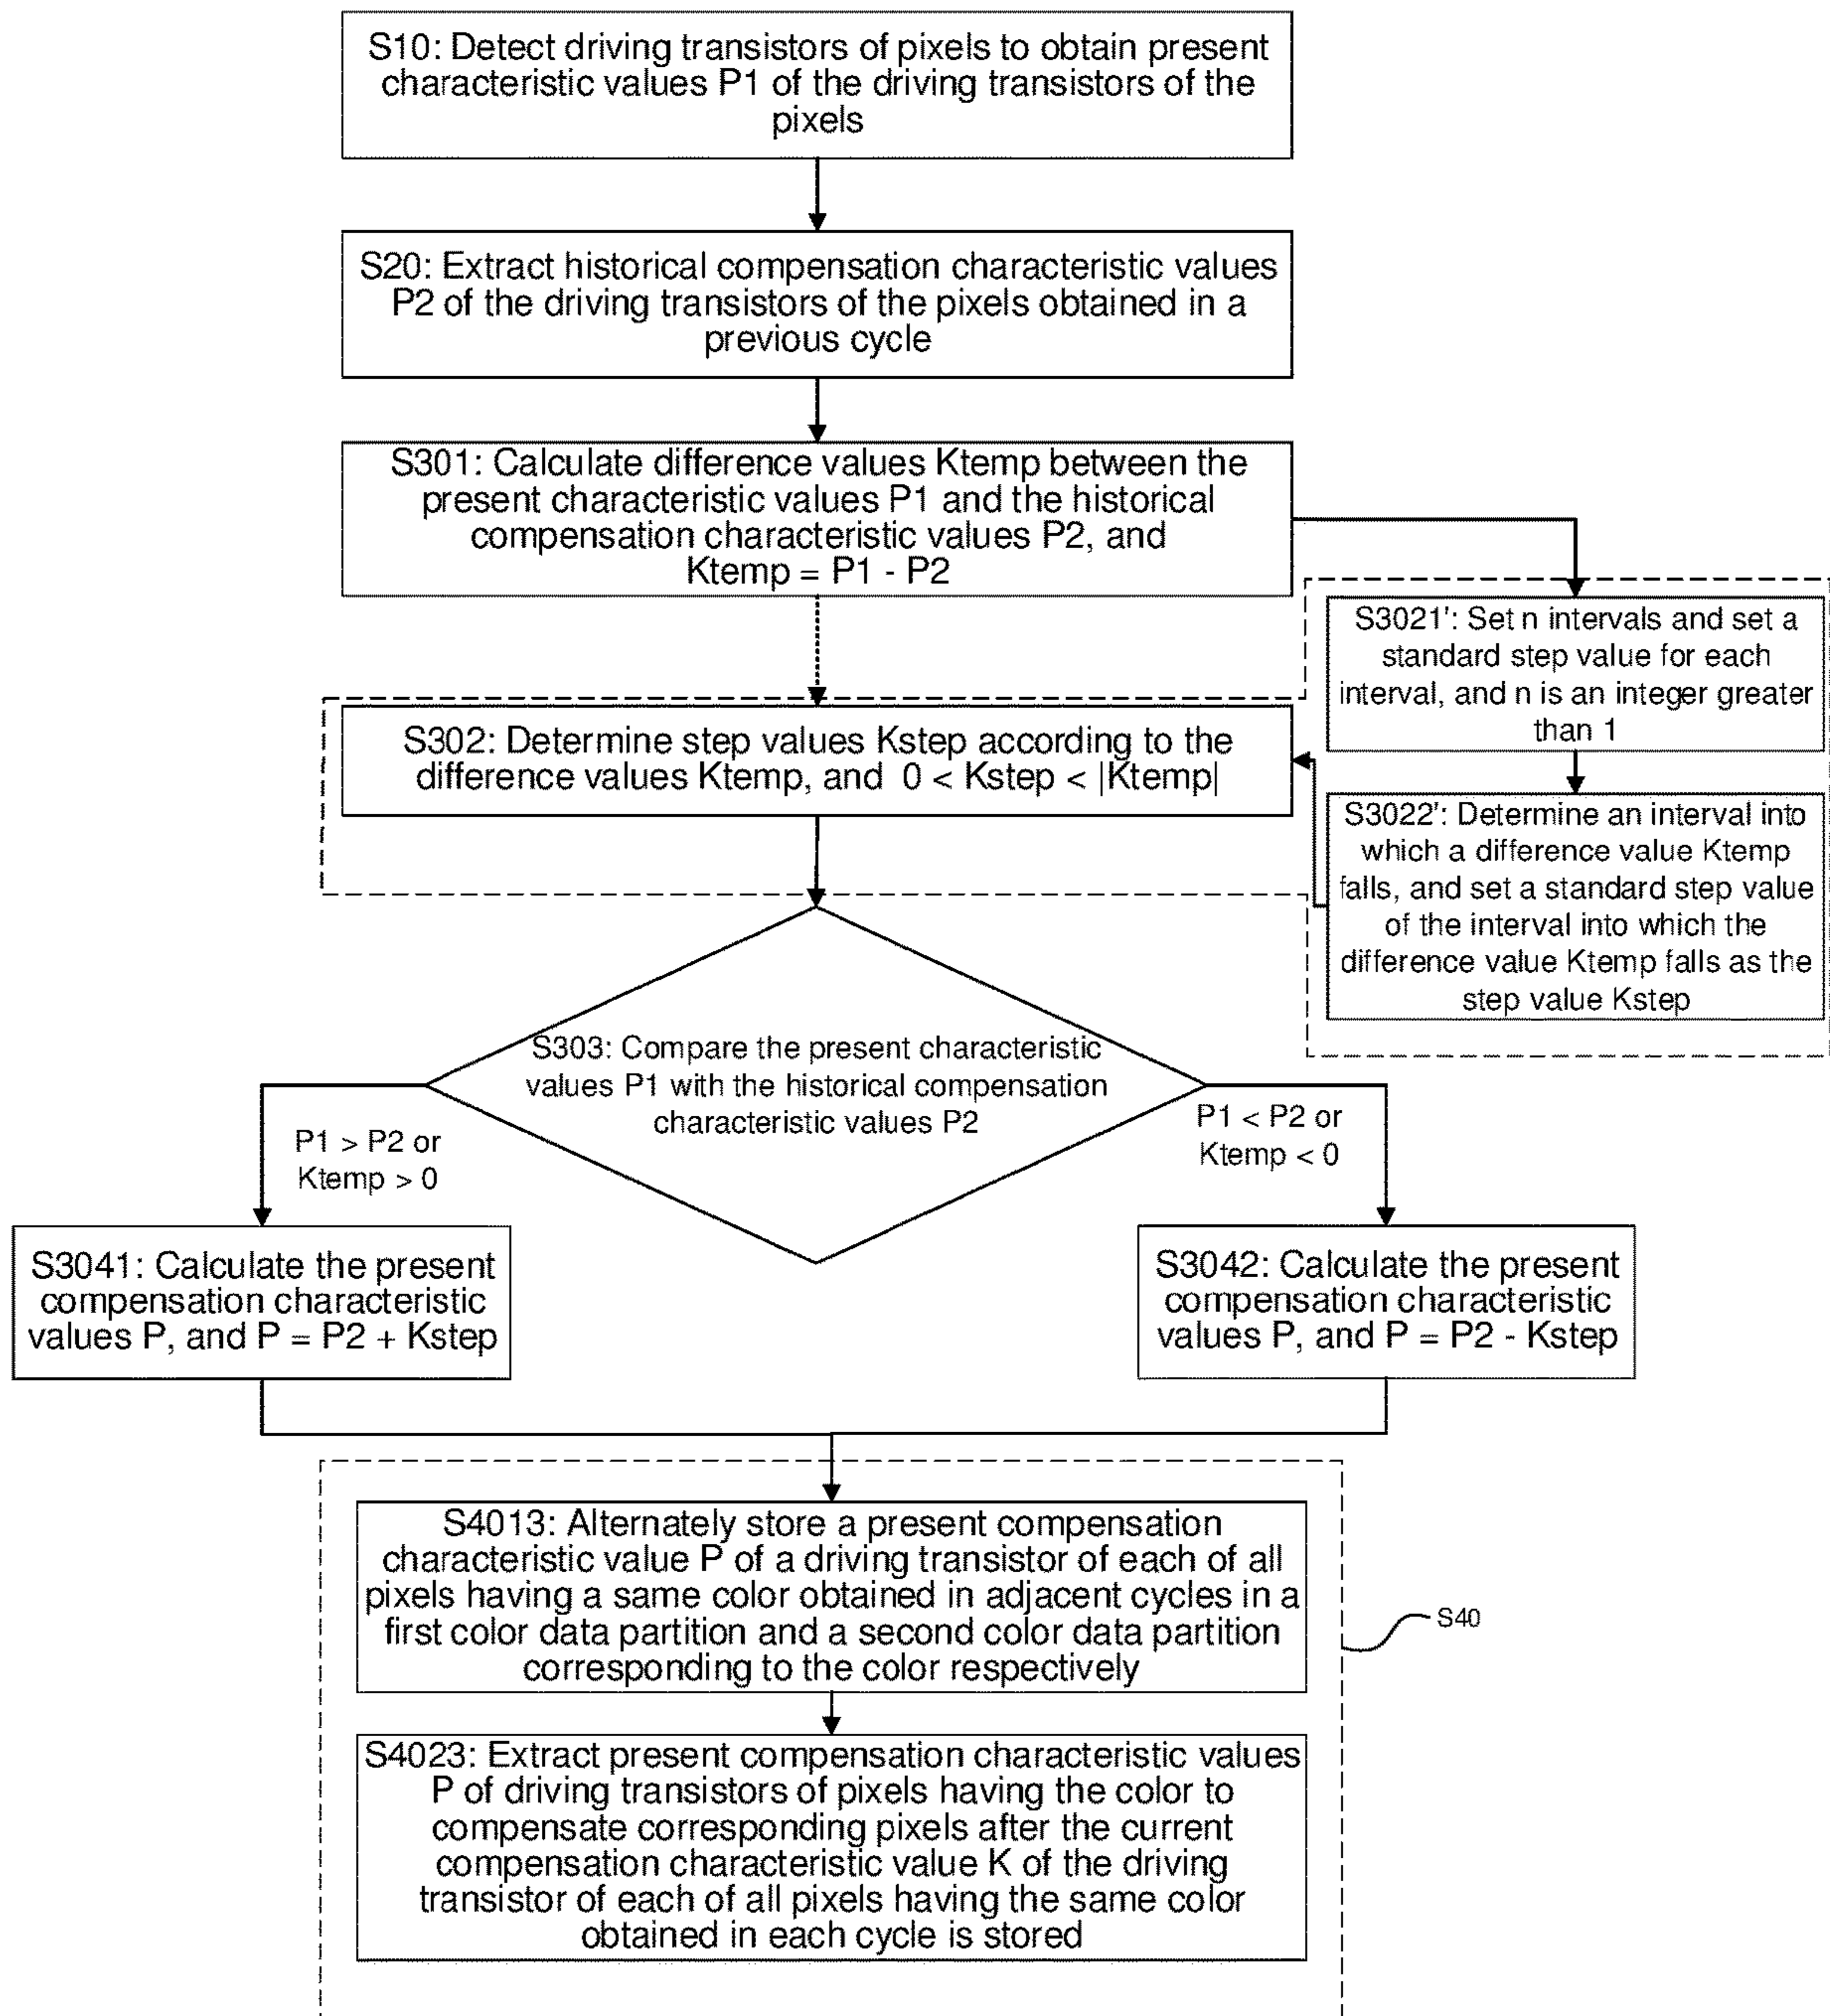 S10: Detect driving transistors of pixels to obtain present
characteristic values P1 of the driving transistors of the
pixels
S20: Extract historical compensation characteristic values
P2 of the driving transistors of the pixels obtained in a
previous cycle
S301: Calculate difference values Ktemp between the
present characteristic values P1 and the historical
compensation characteristic values P2, and
Ktemp = P1 - P2
S3021': Set n intervals and set a
standard step value for each
interval, and n is an integer greater
than 1
S302: Determine step values Kstep according to the
difference values Ktemp, and 0 < Kstep < |Ktemp|
S3022': Determine an interval into
which a difference value Ktemp
falls, and set a standard step value
of the interval into which the
difference value Ktemp falls as the
step value Kstep
S303: Compare the present characteristic
values P1 with the historical compensation
characteristic values P2
P1 > P2 or
Ktemp > 0
P1 < P2 or
Ktemp < 0
S3041: Calculate the present
compensation characteristic
values P, and P = P2 + Kstep
S3042: Calculate the present
compensation characteristic
values P, and P = P2 - Kstep
S4013: Alternately store a present compensation
characteristic value P of a driving transistor of each of all
pixels having a same color obtained in adjacent cycles in a
first color data partition and a second color data partition
corresponding to the color respectively
S40
S4023: Extract present compensation characteristic values
P of driving transistors of pixels having the color to
compensate corresponding pixels after the current
compensation characteristic value K of the driving
transistor of each of all pixels having the same color
obtained in each cycle is stored